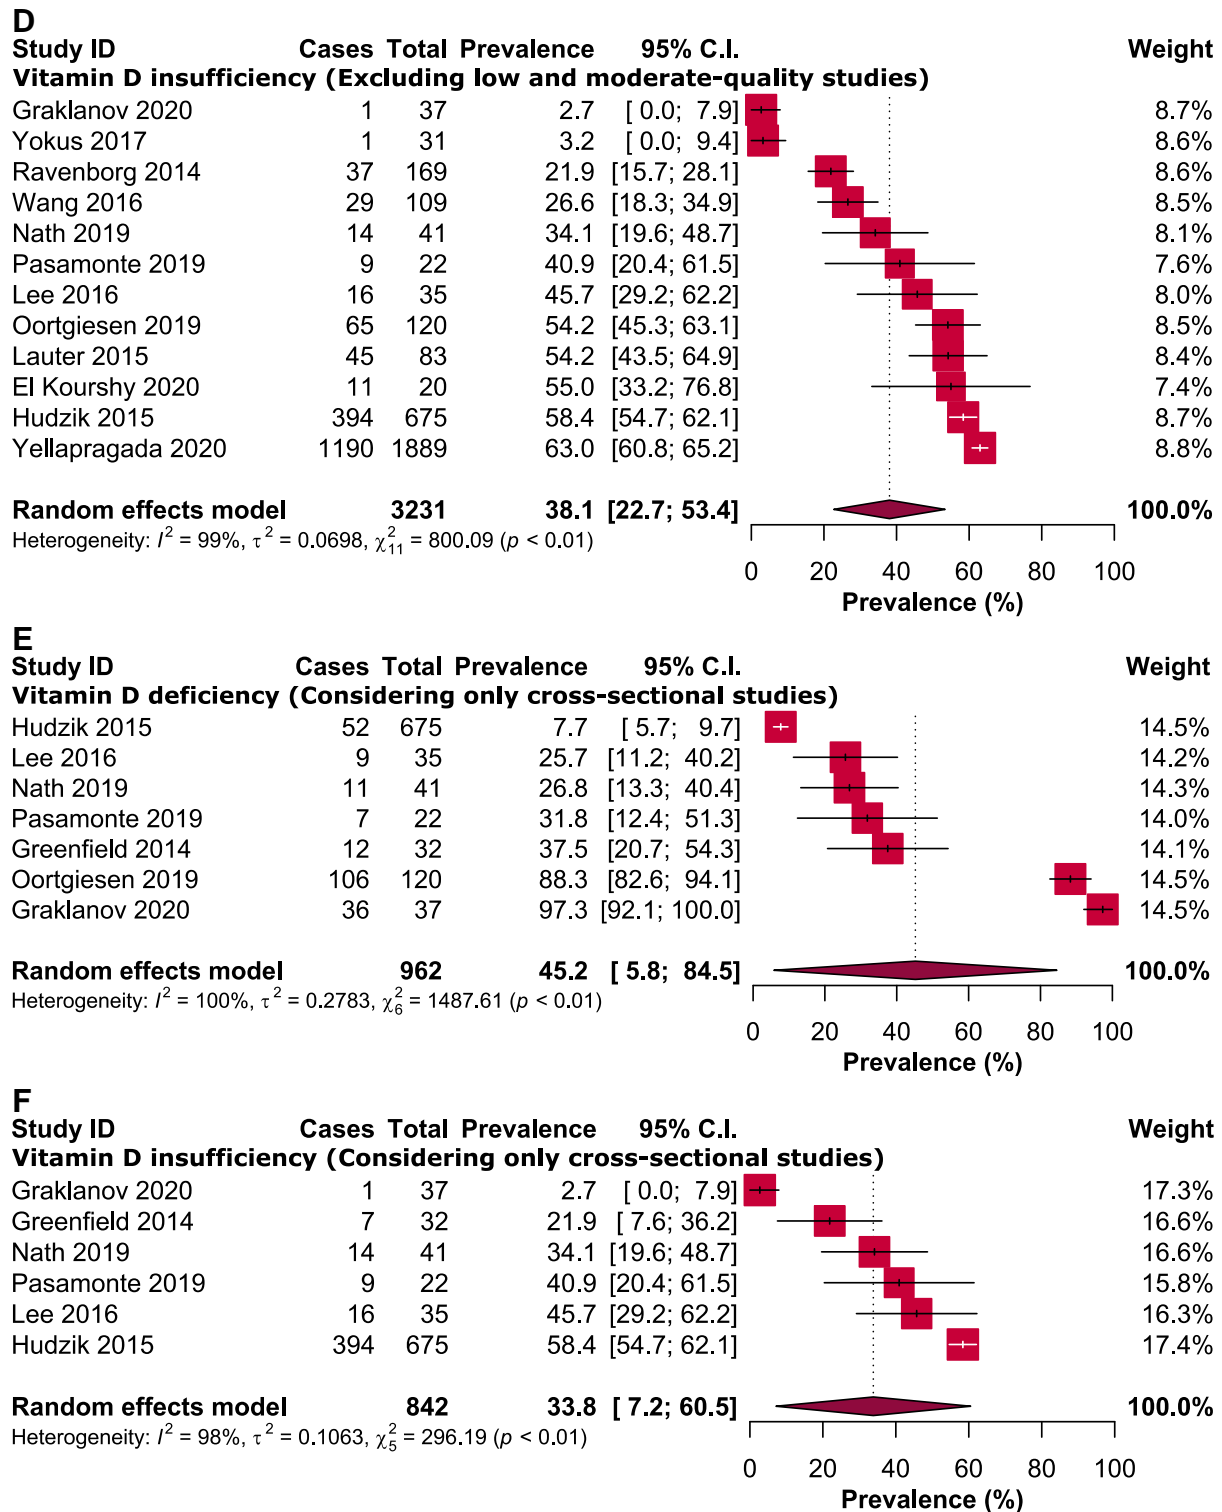 D
Study ID Cases Total Prevalence 95% C.I. Weight
Vitamin D insufficiency (Excluding low and moderate-quality studies)
Graklanov 2020 1 37 2.7 [ 0.0; 7.9] 8.7%
Yokus 2017 1 31 3.2 [ 0.0; 9.4] 8.6%
Ravenborg 2014 37 169 21.9 [15.7; 28.1] 8.6%
Wang 2016 29 109 26.6 [18.3; 34.9] 8.5%
Nath 2019 14 41 34.1 [19.6; 48.7] 8.1%
Pasamonte 2019 9 22 40.9 [20.4; 61.5] 7.6%
Lee 2016 16 35 45.7 [29.2; 62.2] 8.0%
Oortgiesen 2019 65 120 54.2 [45.3; 63.1] 8.5%
Lauter 2015 45 83 54.2 [43.5; 64.9] 8.4%
El Kourshy 2020 11 20 55.0 [33.2; 76.8] 7.4%
Hudzik 2015 394 675 58.4 [54.7; 62.1] 8.7%
Yellapragada 2020 1190 1889 63.0 [60.8; 65.2] 8.8%
Random effects model 3231 38.1 [22.7; 53.4] 100.0%
Heterogeneity: I² = 99%, τ² = 0.0698, χ²₁₁ = 800.09 (p < 0.01)
0 20 40 60 80 100
Prevalence (%)
E
Study ID Cases Total Prevalence 95% C.I. Weight
Vitamin D deficiency (Considering only cross-sectional studies)
Hudzik 2015 52 675 7.7 [ 5.7; 9.7] 14.5%
Lee 2016 9 35 25.7 [11.2; 40.2] 14.2%
Nath 2019 11 41 26.8 [13.3; 40.4] 14.3%
Pasamonte 2019 7 22 31.8 [12.4; 51.3] 14.0%
Greenfield 2014 12 32 37.5 [20.7; 54.3] 14.1%
Oortgiesen 2019 106 120 88.3 [82.6; 94.1] 14.5%
Graklanov 2020 36 37 97.3 [92.1; 100.0] 14.5%
Random effects model 962 45.2 [ 5.8; 84.5] 100.0%
Heterogeneity: I² = 100%, τ² = 0.2783, χ²₆ = 1487.61 (p < 0.01)
0 20 40 60 80 100
Prevalence (%)
F
Study ID Cases Total Prevalence 95% C.I. Weight
Vitamin D insufficiency (Considering only cross-sectional studies)
Graklanov 2020 1 37 2.7 [ 0.0; 7.9] 17.3%
Greenfield 2014 7 32 21.9 [ 7.6; 36.2] 16.6%
Nath 2019 14 41 34.1 [19.6; 48.7] 16.6%
Pasamonte 2019 9 22 40.9 [20.4; 61.5] 15.8%
Lee 2016 16 35 45.7 [29.2; 62.2] 16.3%
Hudzik 2015 394 675 58.4 [54.7; 62.1] 17.4%
Random effects model 842 33.8 [ 7.2; 60.5] 100.0%
Heterogeneity: I² = 98%, τ² = 0.1063, χ²₅ = 296.19 (p < 0.01)
0 20 40 60 80 100
Prevalence (%)